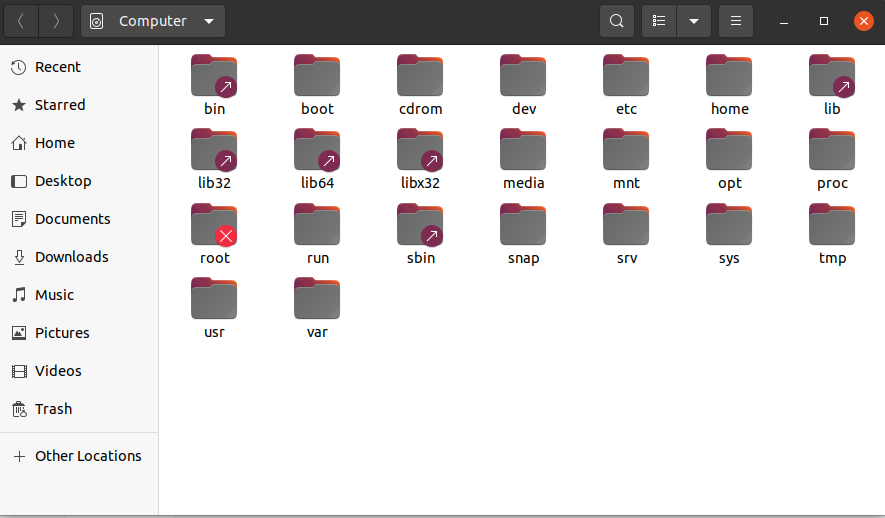 Computer
Recent
Starred
Home
Desktop
Documents
Downloads
Music
Pictures
Videos
Trash
Other Locations
bin boot cdrom dev etc home lib
lib32 lib64 libx32 media mnt opt proc
root run sbin snap srv sys tmp
usr var